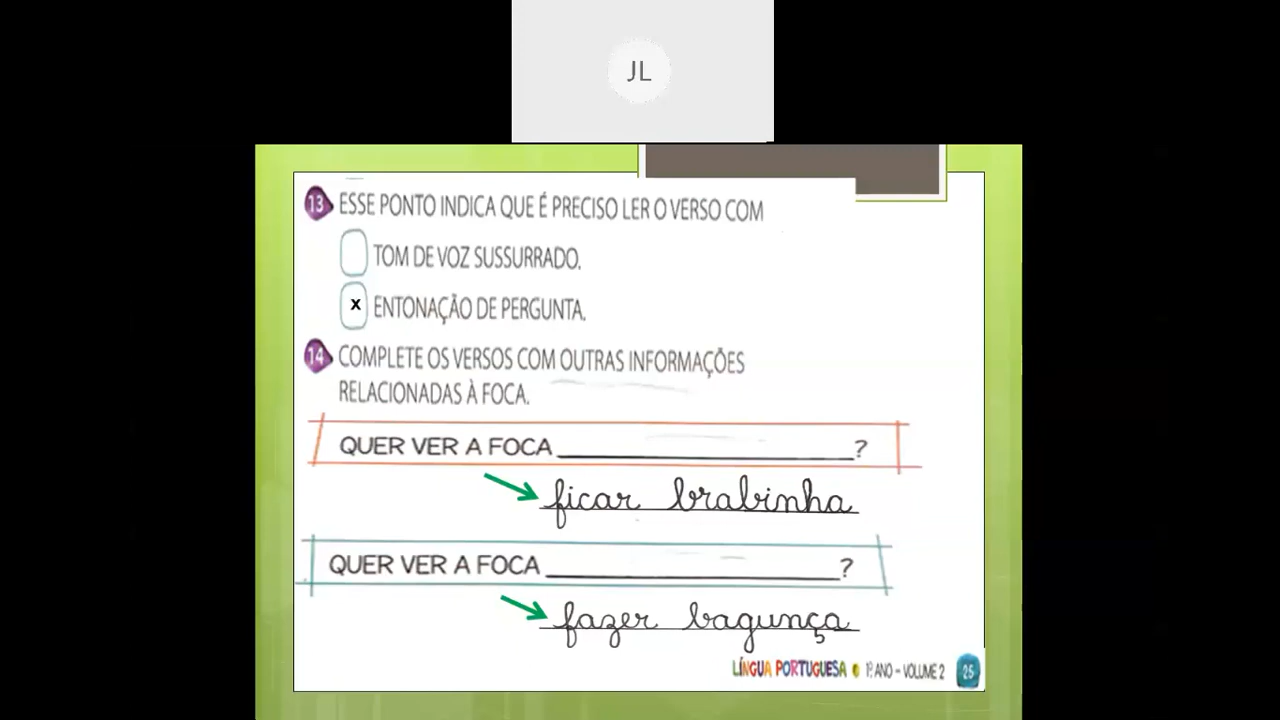 JL
13 ESSE PONTO INDICA QUE É PRECISO LER O VERSO COM
TOM DE VOZ SUSSURRADO.
x ENTONAÇÃO DE PERGUNTA.
14 COMPLETE OS VERSOS COM OUTRAS INFORMAÇÕES
RELACIONADAS À FOCA.
QUER VER A FOCA ____________________?
ficar brabinha
QUER VER A FOCA ____________________?
fazer bagunça
LÍNGUA PORTUGUESA 1º. ANO – VOLUME 2 25